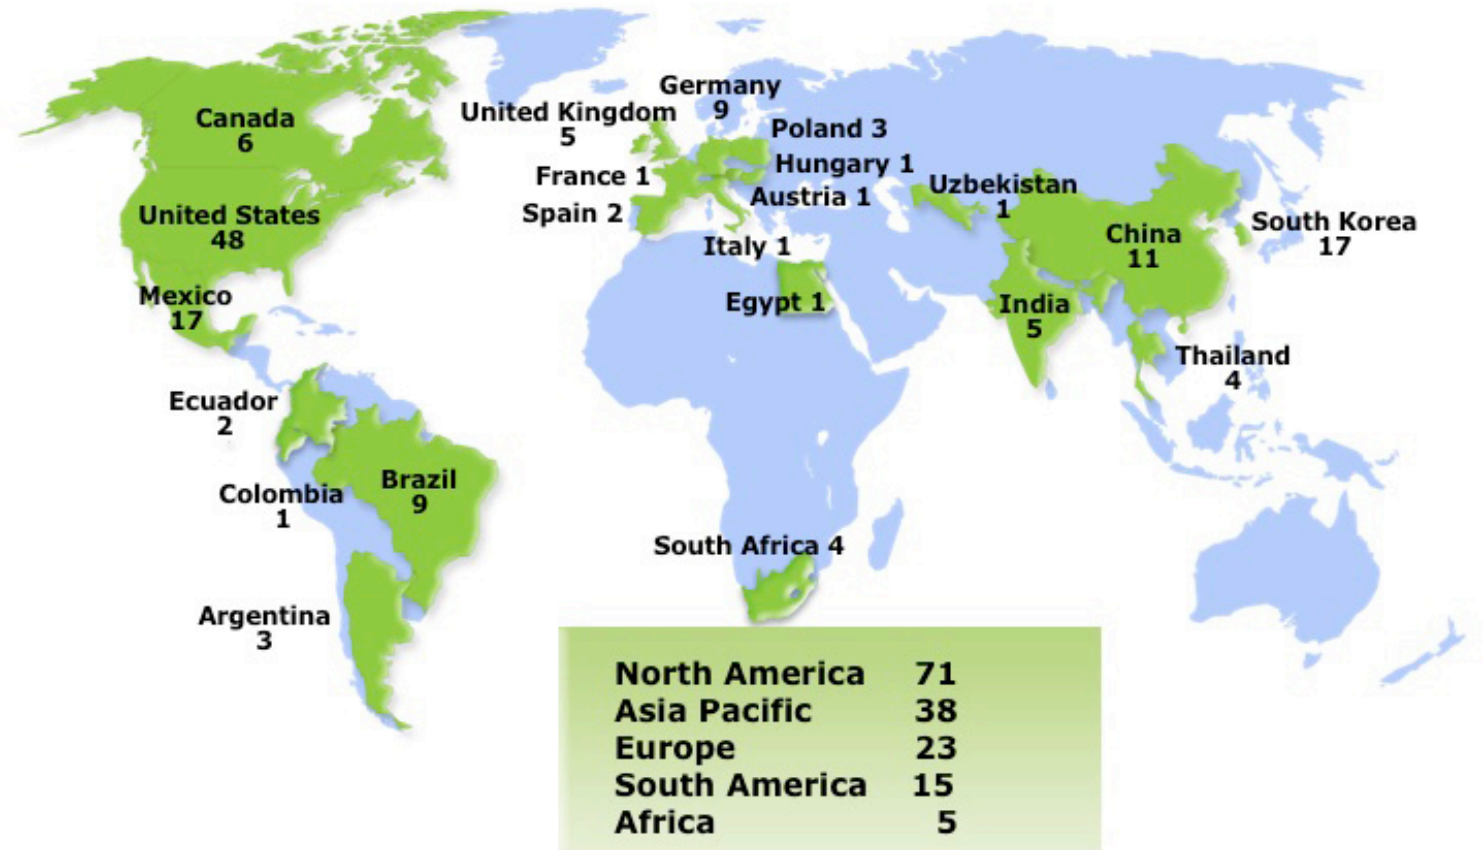 Canada
6
United States
48
Mexico
17
Ecuador
2
Colombia
1
Brazil
9
Argentina
3
United Kingdom
5
Germany
9
Poland 3
Hungary 1
France 1
Austria 1
Spain 2
Italy 1
Egypt 1
South Africa 4
Uzbekistan
1
China
11
South Korea
17
India
5
Thailand
4
North America 71
Asia Pacific 38
Europe 23
South America 15
Africa 5